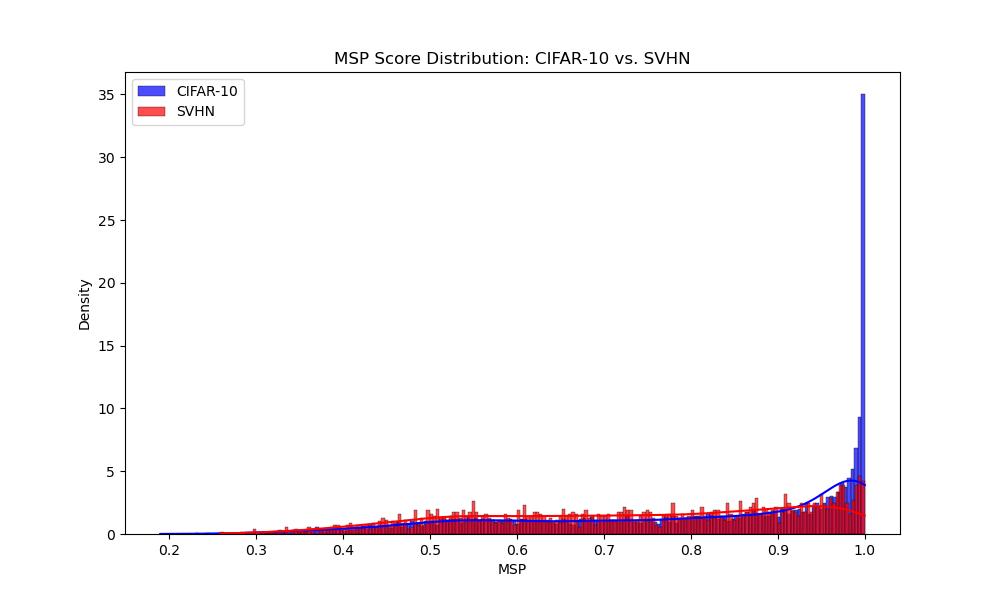 MSP Score Distribution: CIFAR-10 vs. SVHN
CIFAR-10
SVHN
35
30
25
20
15
10
5
0
Density
0.2 0.3 0.4 0.5 0.6 0.7 0.8 0.9 1.0
MSP